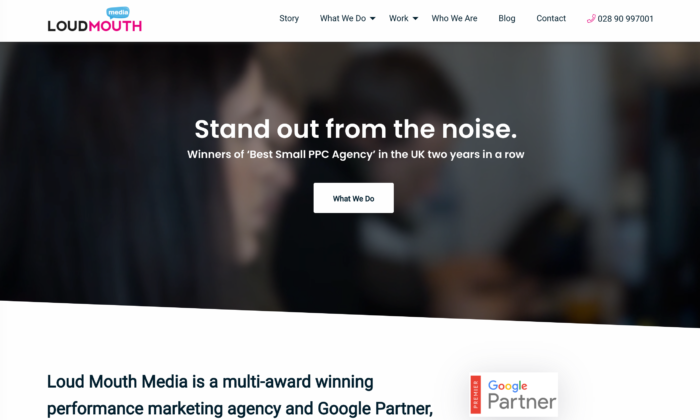 media
LOUDMOUTH
Story What We Do Work Who We Are Blog Contact 028 90 997001
Stand out from the noise.
Winners of ‘Best Small PPC Agency’ in the UK two years in a row
What We Do
Loud Mouth Media is a multi-award winning
performance marketing agency and Google Partner,
PREMIER
Google
Partner